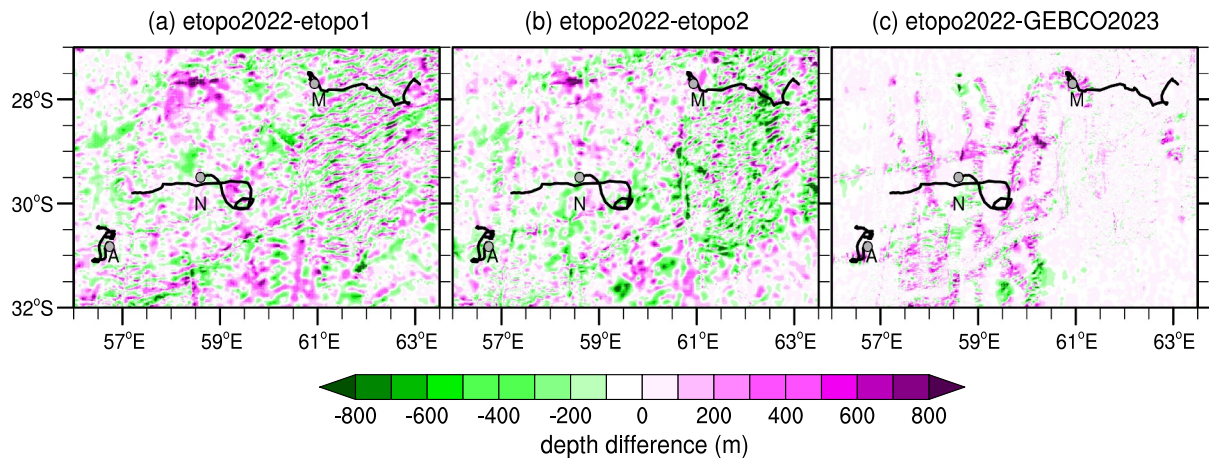 (a) etopo2022-etopo1 (b) etopo2022-etopo2 (c) etopo2022-GEBCO2023
28°S M M M
30°S N N N
A A A
32°S
57°E 59°E 61°E 63°E 57°E 59°E 61°E 63°E 57°E 59°E 61°E 63°E
-800 -600 -400 -200 0 200 400 600 800
depth difference (m)